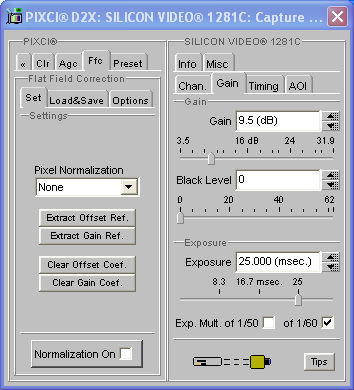 PIXCI® D2X: SILICON VIDEO® 1281C: Capture ...
PIXCI®
« Clr Agc Ffc Preset
Flat Field Correction
Set Load&Save Options
Settings
Pixel Normalization
None
Extract Offset Ref.
Extract Gain Ref.
Clear Offset Coef.
Clear Gain Coef.
Normalization On
SILICON VIDEO® 1281C
Info Misc
Chan. Gain Timing AOI
Gain
Gain 9.5 (dB)
3.5 16 dB 24 31.9
Black Level 0
0 20 40 62
Exposure
Exposure 25.000 (msec.)
8.3 16.7 msec. 25
Exp. Mult. of 1/50 of 1/60
Tips